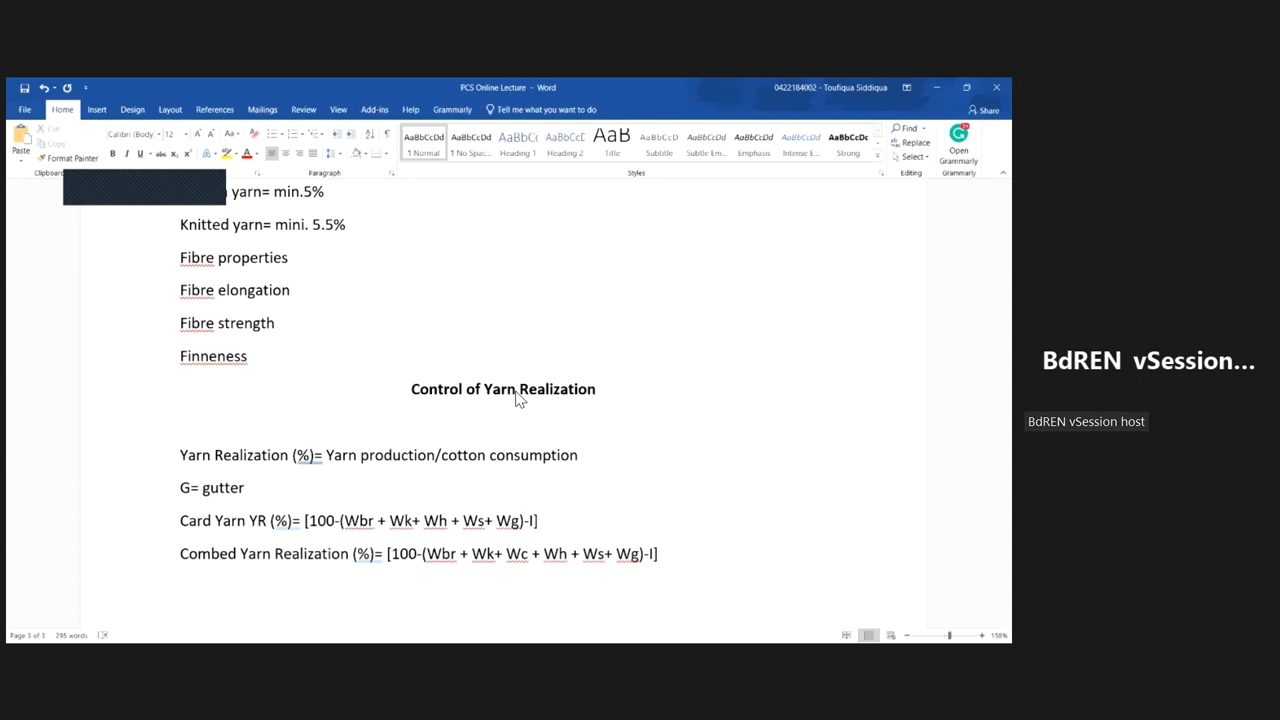 PCS Online Lecture - Word
0422184002 - Toufiqua Siddiqua
File Home Insert Design Layout References Mailings Review View Add-ins Help Grammarly Tell me what you want to do Share
Paste Cut Copy Format Painter
Calibri (Body) 12
AaBbCcDd AaBbCcDd AaBbCc AaBbCcD AaB AaBbCcD AaBbCcDd AaBbCcDd AaBbCcDd AaBbCcDc
1 Normal 1 No Spac... Heading 1 Heading 2 Title Subtitle Subtle Em... Emphasis Intense E... Strong
Find Replace Select
Open Grammarly
Paragraph Styles Editing Grammarly
yarn= min.5%
Knitted yarn= mini. 5.5%
Fibre properties
Fibre elongation
Fibre strength
Finneness
Control of Yarn Realization
Yarn Realization (%)= Yarn production/cotton consumption
G= gutter
Card Yarn YR (%)= [100-(Wbr + Wk+ Wh + Ws+ Wg)-I]
Combed Yarn Realization (%)= [100-(Wbr + Wk+ Wc + Wh + Ws+ Wg)-I]
Page 3 of 3 295 words 158%
BdREN vSession...
BdREN vSession host